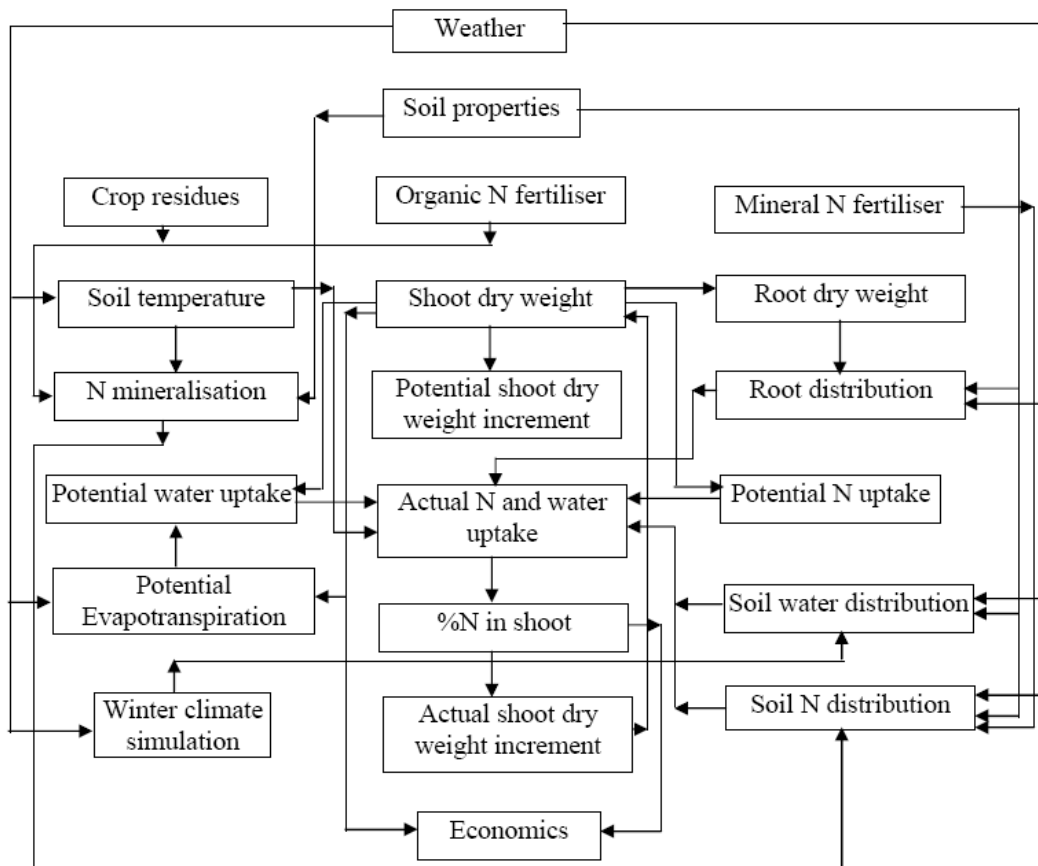 Weather
Soil properties
Crop residues
Organic N fertiliser
Mineral N fertiliser
Soil temperature
Shoot dry weight
Root dry weight
N mineralisation
Potential shoot dry
weight increment
Root distribution
Potential water uptake
Actual N and water
uptake
Potential N uptake
Potential
Evapotranspiration
%N in shoot
Soil water distribution
Winter climate
simulation
Actual shoot dry
weight increment
Soil N distribution
Economics